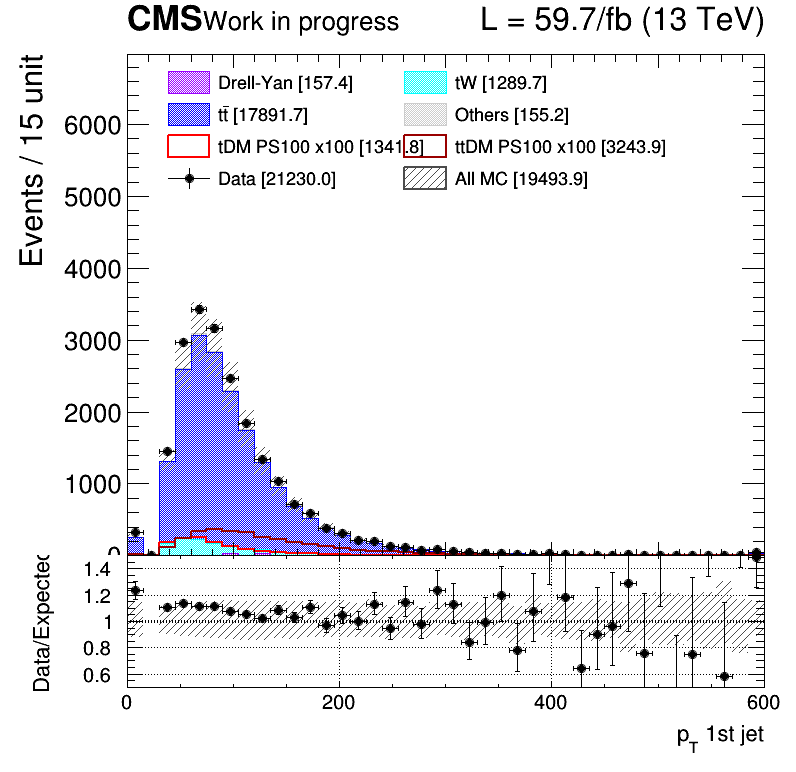 CMS Work in progress L = 59.7/fb (13 TeV)
Events / 15 unit
Drell-Yan [157.4] tW [1289.7]
tt̄ [17891.7] Others [155.2]
tDM PS100 x100 [1341.8] ttDM PS100 x100 [3243.9]
Data [21230.0] All MC [19493.9]
6000
5000
4000
3000
2000
1000
0
Data/Expected
1.4
1.2
1
0.8
0.6
0 200 400 600
p_T 1st jet